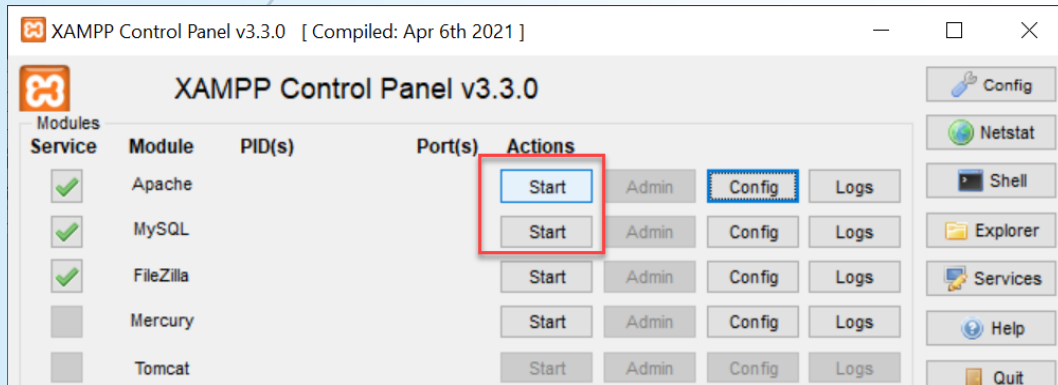 XAMPP Control Panel v3.3.0 [ Compiled: Apr 6th 2021 ]
XAMPP Control Panel v3.3.0
Config
Modules
Netstat
Service Module PID(s) Port(s) Actions
Apache Start Admin Config Logs
Shell
MySQL Start Admin Config Logs
Explorer
FileZilla Start Admin Config Logs
Services
Mercury Start Admin Config Logs
Help
Tomcat Start Admin Config Logs
Quit